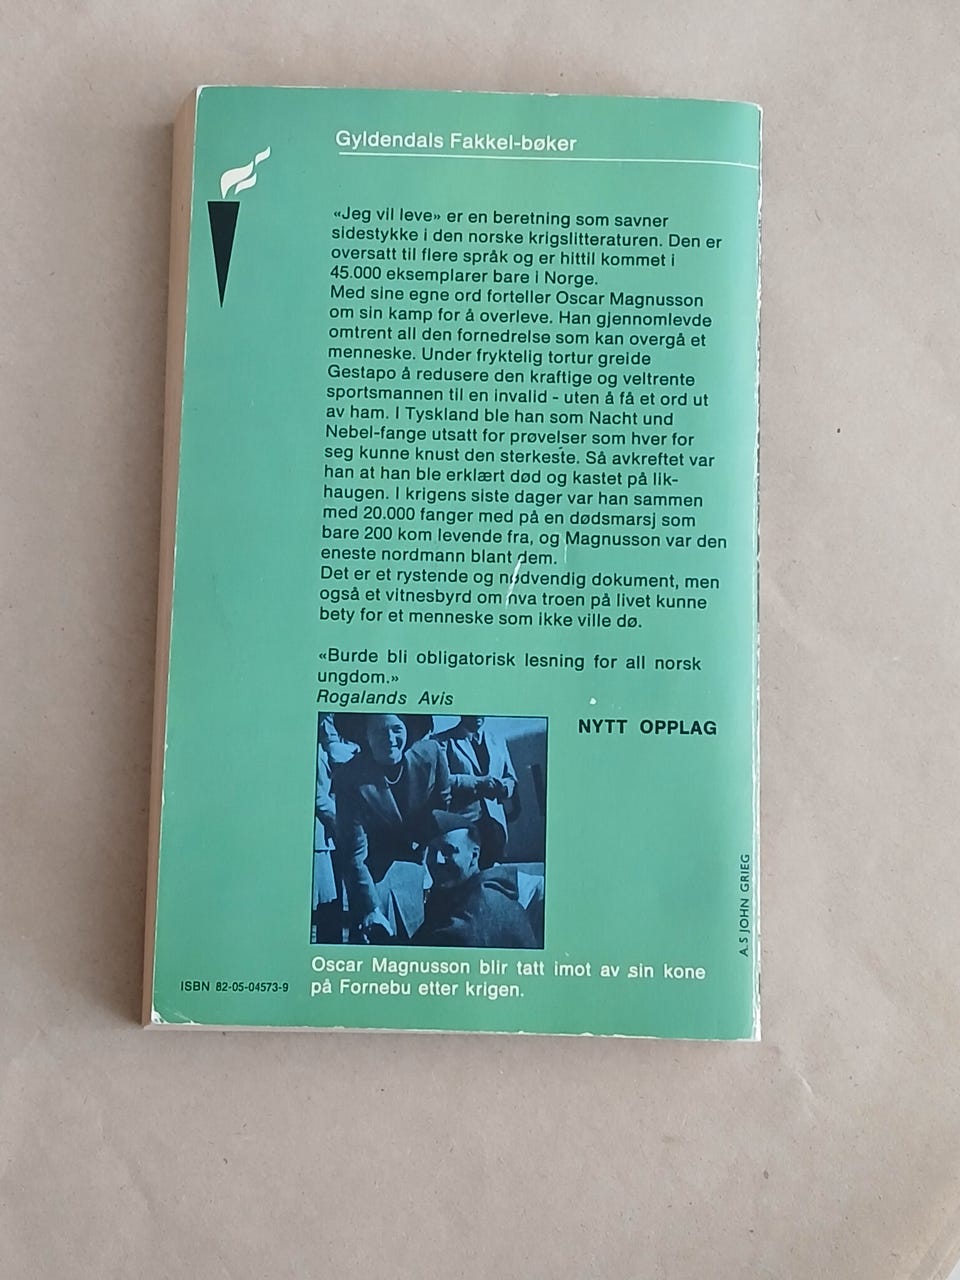 Gyldendals Fakkel-bøker
«Jeg vil leve» er en beretning som savner
sidestykke i den norske krigslitteraturen. Den er
oversatt til flere språk og er hittil kommet i
45.000 eksemplarer bare i Norge.
Med sine egne ord forteller Oscar Magnusson
om sin kamp for å overleve. Han gjennomlevde
omtrent all den fornedrelse som kan overgå et
menneske. Under fryktelig tortur greide
Gestapo å redusere den kraftige og veltrente
sportsmannen til en invalid - uten å få et ord ut
av ham. I Tyskland ble han som Nacht und
Nebel-fange utsatt for prøvelser som hver for
seg kunne knust den sterkeste. Så avkreftet var
han at han ble erklært død og kastet på lik-
haugen. I krigens siste dager var han sammen
med 20.000 fanger med på en dødsmarsj som
bare 200 kom levende fra, og Magnusson var den
eneste nordmann blant dem.
Det er et rystende og nødvendig dokument, men
også et vitnesbyrd om hva troen på livet kunne
bety for et menneske som ikke ville dø.
«Burde bli obligatorisk lesning for all norsk
ungdom.»
Rogalands Avis
NYTT OPPLAG
A.S JOHN GRIEG
Oscar Magnusson blir tatt imot av sin kone
på Fornebu etter krigen.
ISBN 82-05-04573-9